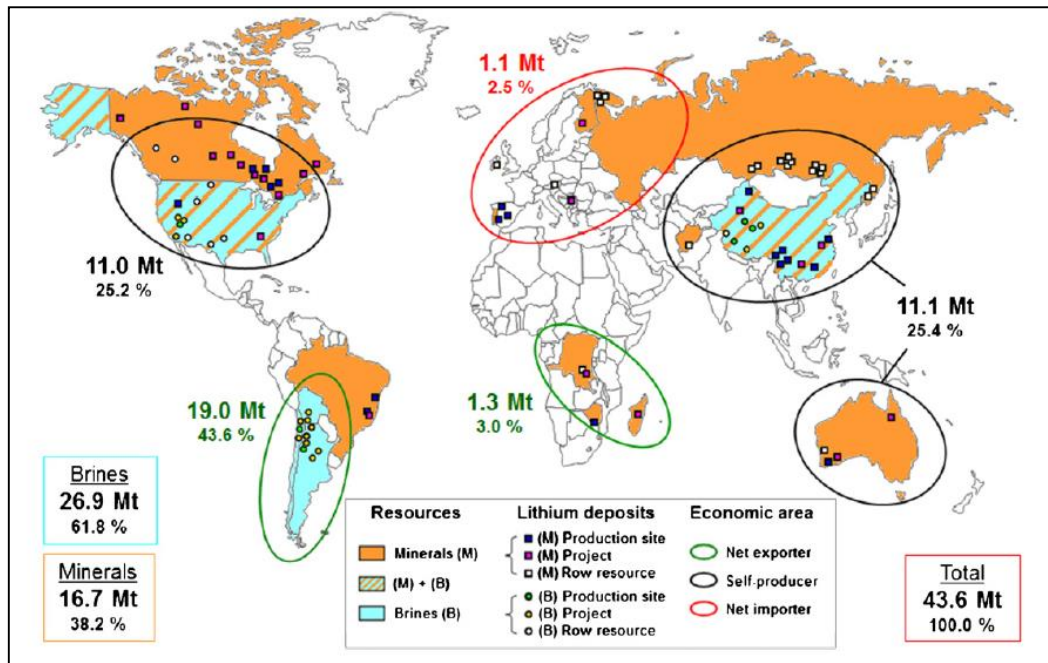 1.1 Mt
2.5 %
11.0 Mt
25.2 %
11.1 Mt
25.4 %
19.0 Mt
43.6 %
1.3 Mt
3.0 %
Brines
26.9 Mt
61.8 %
Minerals
16.7 Mt
38.2 %
Resources
Minerals (M)
(M) + (B)
Brines (B)
Lithium deposits
(M) Production site
(M) Project
(M) Row resource
(B) Production site
(B) Project
(B) Row resource
Economic area
Net exporter
Self-producer
Net importer
Total
43.6 Mt
100.0 %